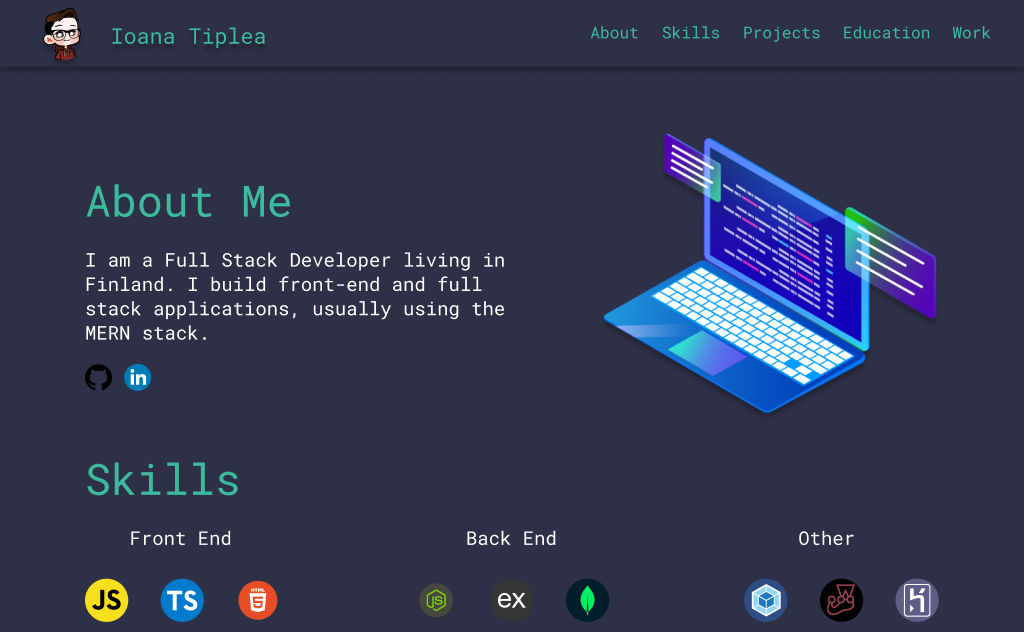 Ioana Tiplea
About Skills Projects Education Work
About Me
I am a Full Stack Developer living in
Finland. I build front-end and full
stack applications, usually using the
MERN stack.
in
Skills
Front End Back End Other
JS TS HTML 5 JS ex